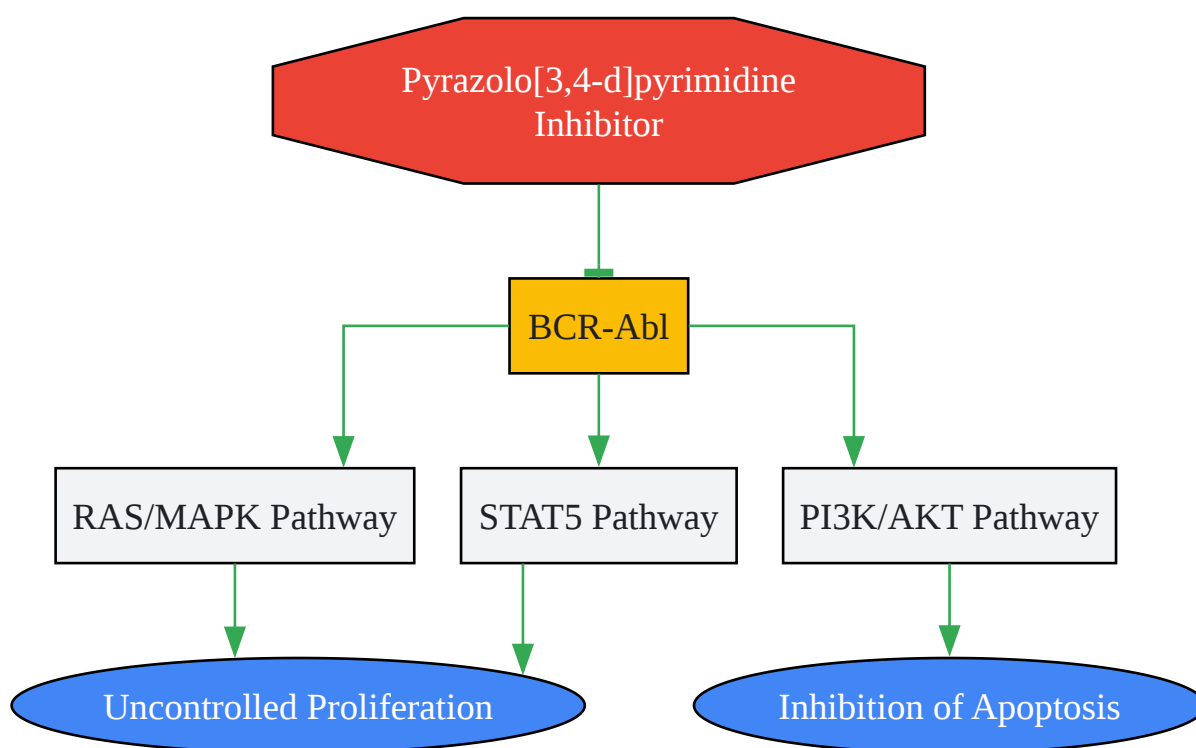 Pyrazolo[3,4-d]pyrimidine
Inhibitor
BCR-Abl
RAS/MAPK Pathway
STAT5 Pathway
PI3K/AKT Pathway
Uncontrolled Proliferation
Inhibition of Apoptosis